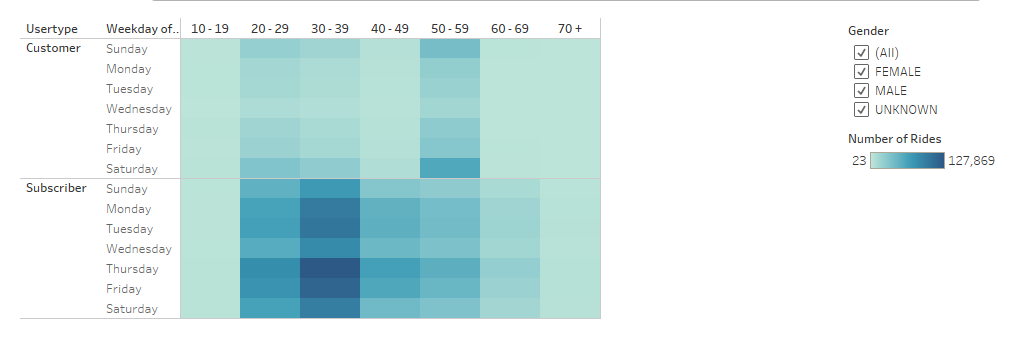 Usertype Weekday of.. 10 - 19 20 - 29 30 - 39 40 - 49 50 - 59 60 - 69 70 +
Customer Sunday
Monday
Tuesday
Wednesday
Thursday
Friday
Saturday
Subscriber Sunday
Monday
Tuesday
Wednesday
Thursday
Friday
Saturday
Gender
(All)
FEMALE
MALE
UNKNOWN
Number of Rides
23 127,869